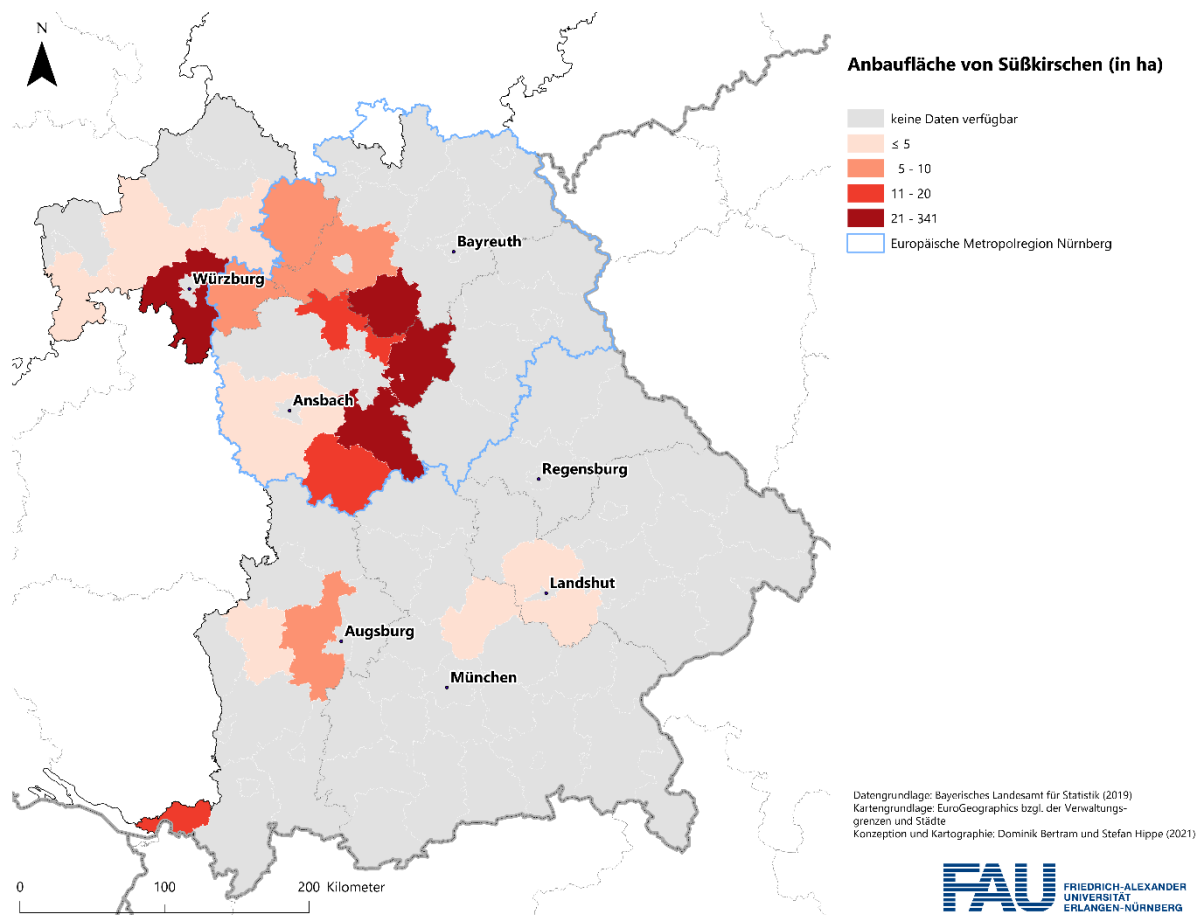 N
Anbaufläche von Süßkirschen (in ha)
keine Daten verfügbar
≤ 5
5 - 10
11 - 20
21 - 341
Europäische Metropolregion Nürnberg
Bayreuth
Würzburg
Ansbach
Regensburg
Landshut
Augsburg
München
Datengrundlage: Bayerisches Landesamt für Statistik (2019)
Kartengrundlage: EuroGeographics bzgl. der Verwaltungs-
grenzen und Städte
Konzeption und Kartographie: Dominik Bertram und Stefan Hippe (2021)
0 100 200 Kilometer
FAU
FRIEDRICH-ALEXANDER
UNIVERSITÄT
ERLANGEN-NÜRNBERG